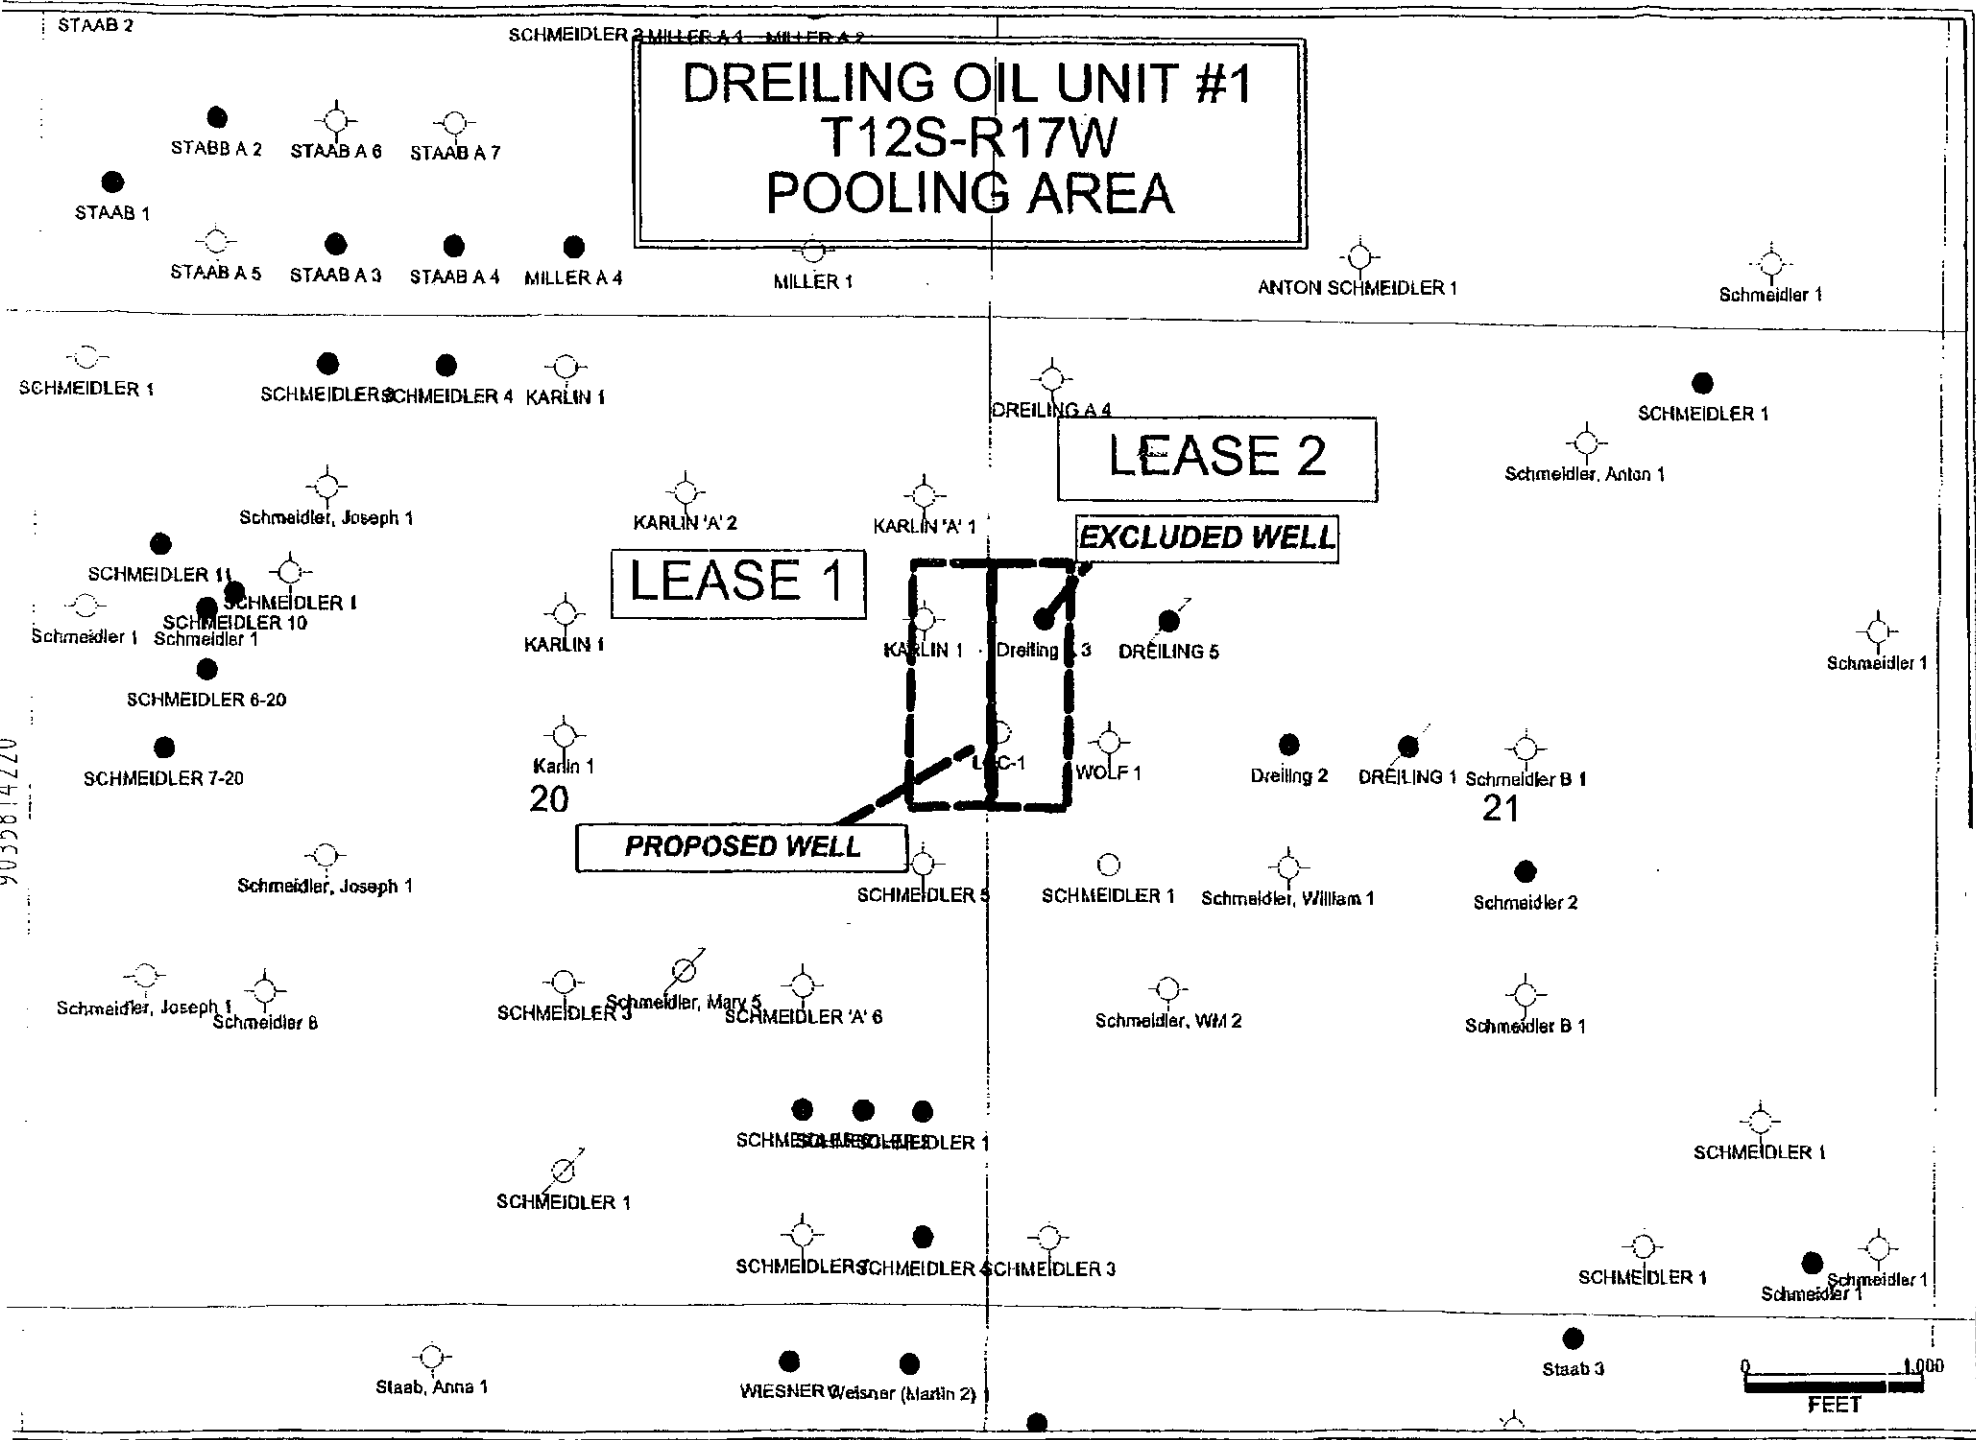 STAAB 2
SCHMEIDLER 2 MILLER A 1 MILLER A 2
DREILING OIL UNIT #1
T12S-R17W
POOLING AREA
STABB A 2
STAAB A 6
STAAB A 7
STAAB 1
STAAB A 5
STAAB A 3
STAAB A 4
MILLER A 4
MILLER 1
ANTON SCHMEIDLER 1
Schmeidler 1
SCHMEIDLER 1
SCHMEIDLER
SCHMEIDLER 4
KARLIN 1
DREILING A 4
SCHMEIDLER 1
LEASE 2
Schmeidler, Anton 1
Schmeidler, Joseph 1
KARLIN 'A' 2
KARLIN 'A' 1
EXCLUDED WELL
SCHMEIDLER 11
LEASE 1
SCHMEIDLER 1
SCHMEIDLER 10
Schmeidler 1
Schmeidler 1
KARLIN 1
KARLIN 1
Dreiling 3
DREILING 5
Schmeidler 1
SCHMEIDLER 6-20
SCHMEIDLER 7-20
Karlin 1
WOLF 1
Dreiling 2
DREILING 1
Schmeidler B 1
20
21
PROPOSED WELL
Schmeidler, Joseph 1
SCHMEIDLER 5
SCHMEIDLER 1
Schmeidler, William 1
Schmeidler 2
Schmeidler, Joseph 1
Schmeidler 8
SCHMEIDLER 3
Schmeidler, Mary 5
SCHMEIDLER 'A' 6
Schmeidler, WM 2
Schmeidler B 1
SCHMEIDLER 1
SCHMEIDLER 1
SCHMEIDLER 1
SCHMEIDLER
SCHMEIDLER
SCHMEIDLER 3
SCHMEIDLER 1
Schmeidler 1
Schmeidler 1
Staab, Anna 1
WIESNER
Weisner (Martin 2) 1
Staab 3
0 1,000
FEET